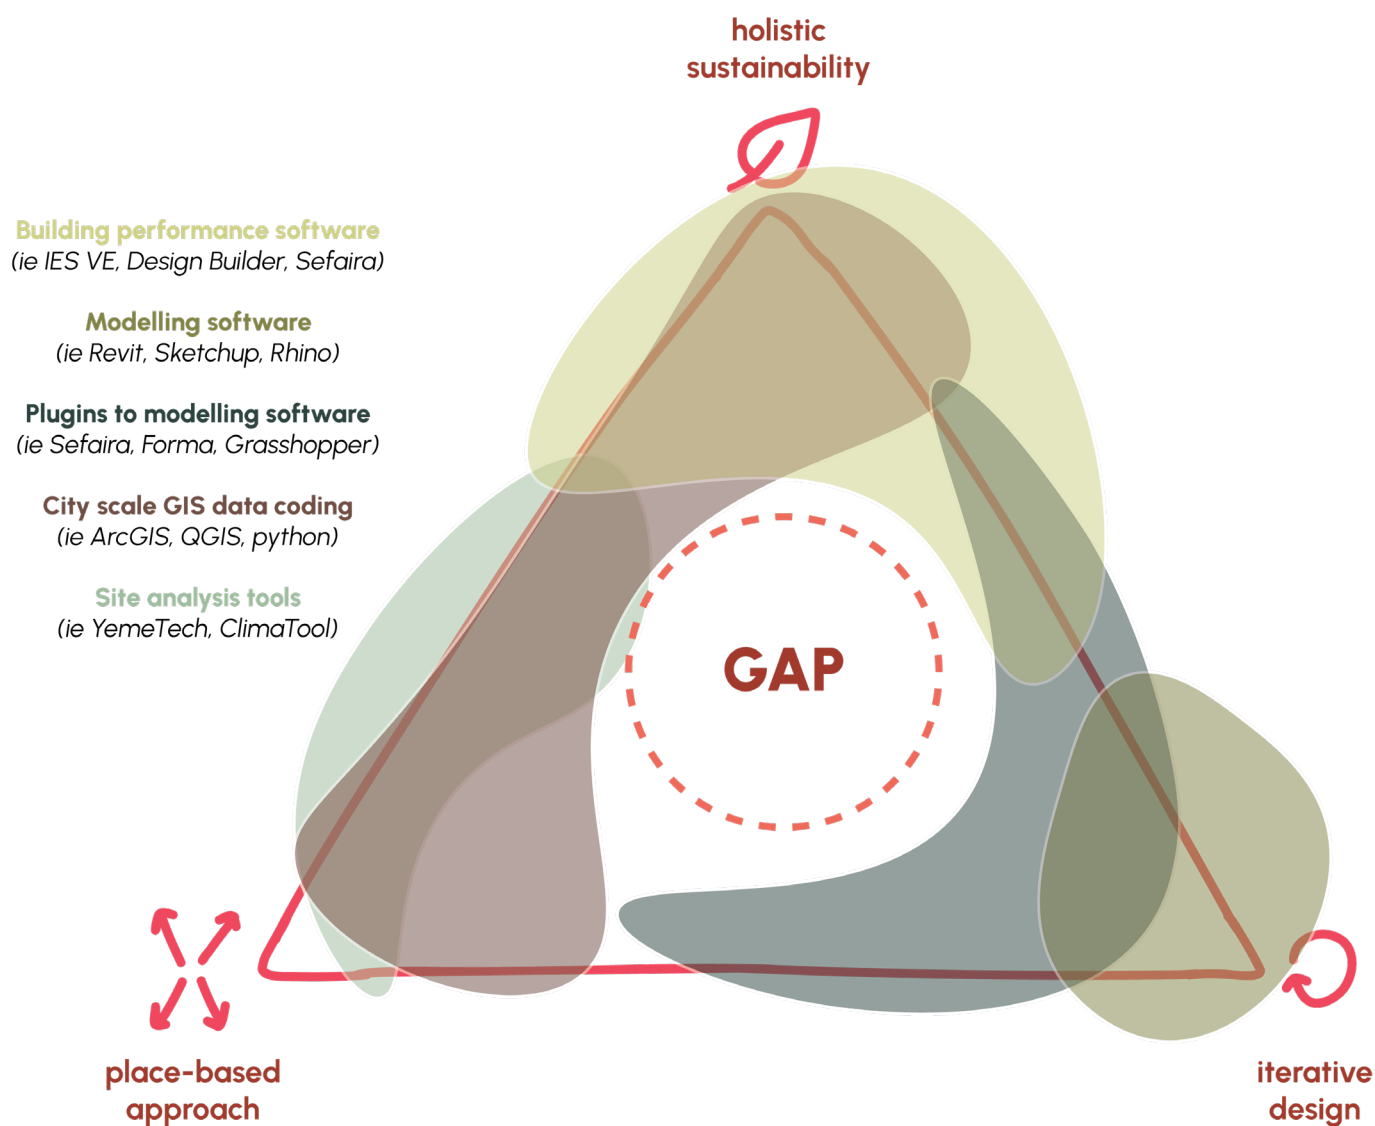 holistic
sustainability
Building performance software
(ie IES VE, Design Builder, Sefaira)
Modelling software
(ie Revit, Sketchup, Rhino)
Plugins to modelling software
(ie Sefaira, Forma, Grasshopper)
City scale GIS data coding
(ie ArcGIS, QGIS, python)
Site analysis tools
(ie YemeTech, ClimaTool)
GAP
place-based
approach
iterative
design